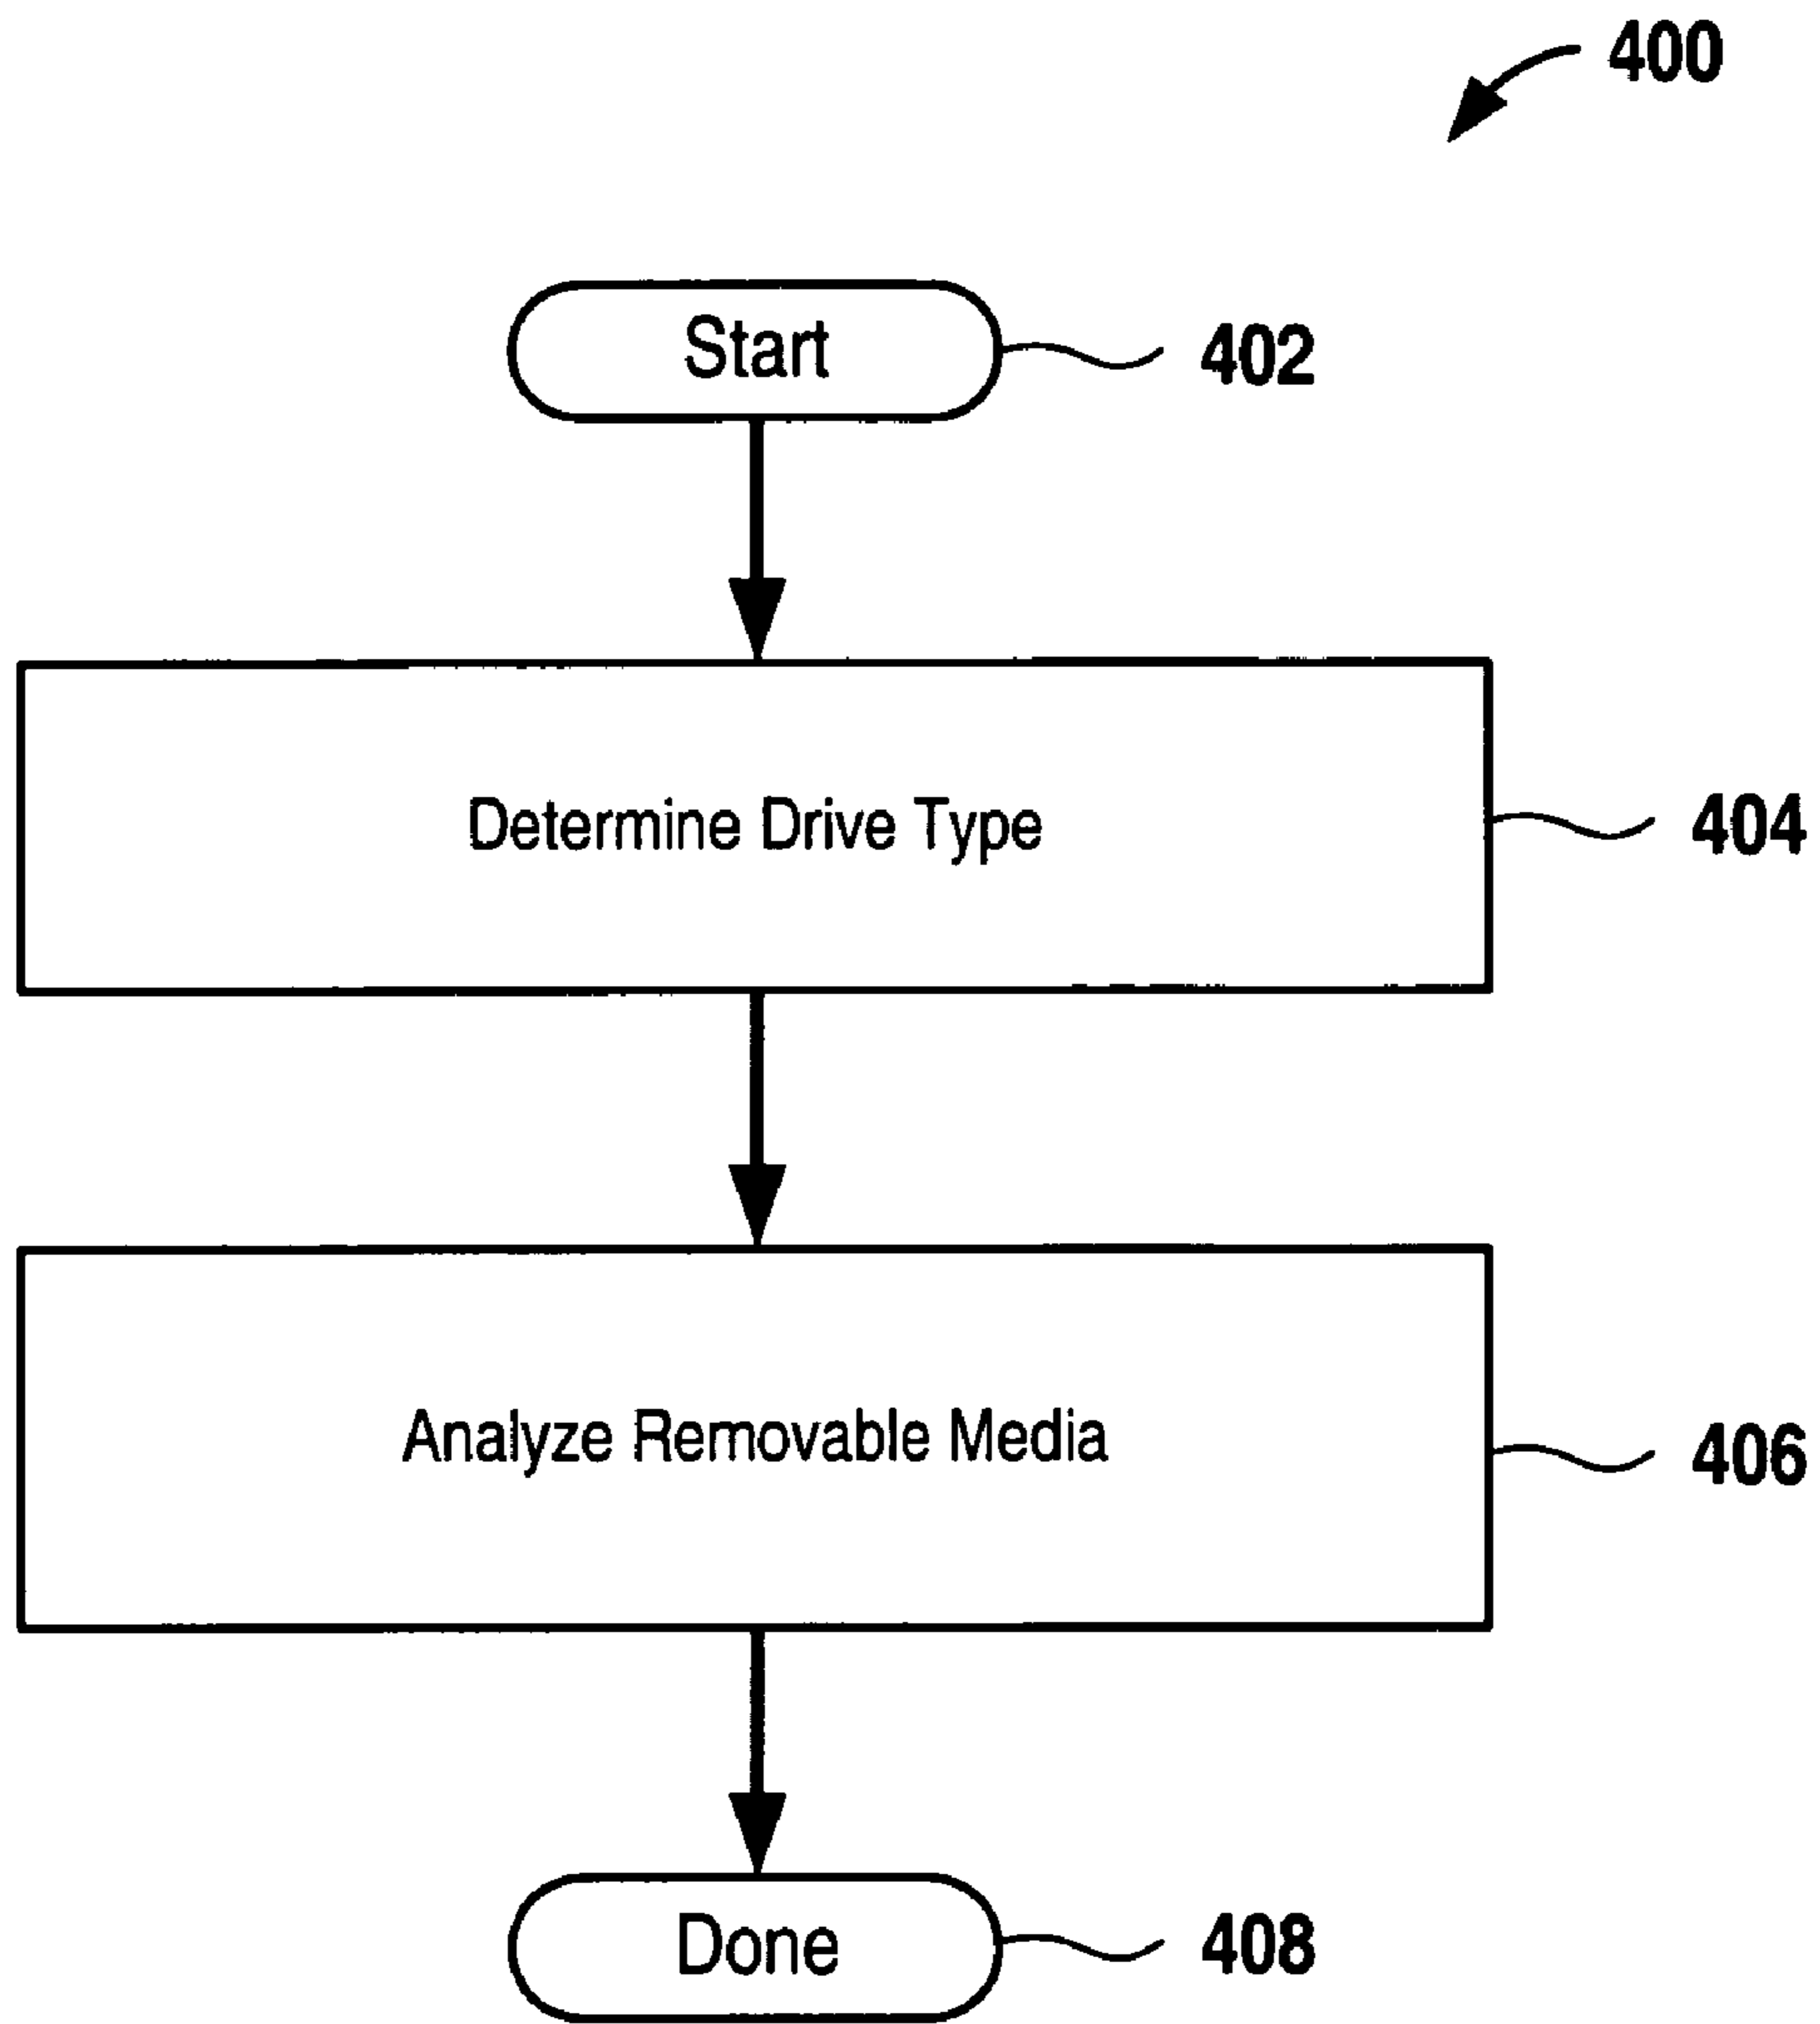 400
Start
402
Determine Drive Type
404
Analyze Removable Media
406
Done
408